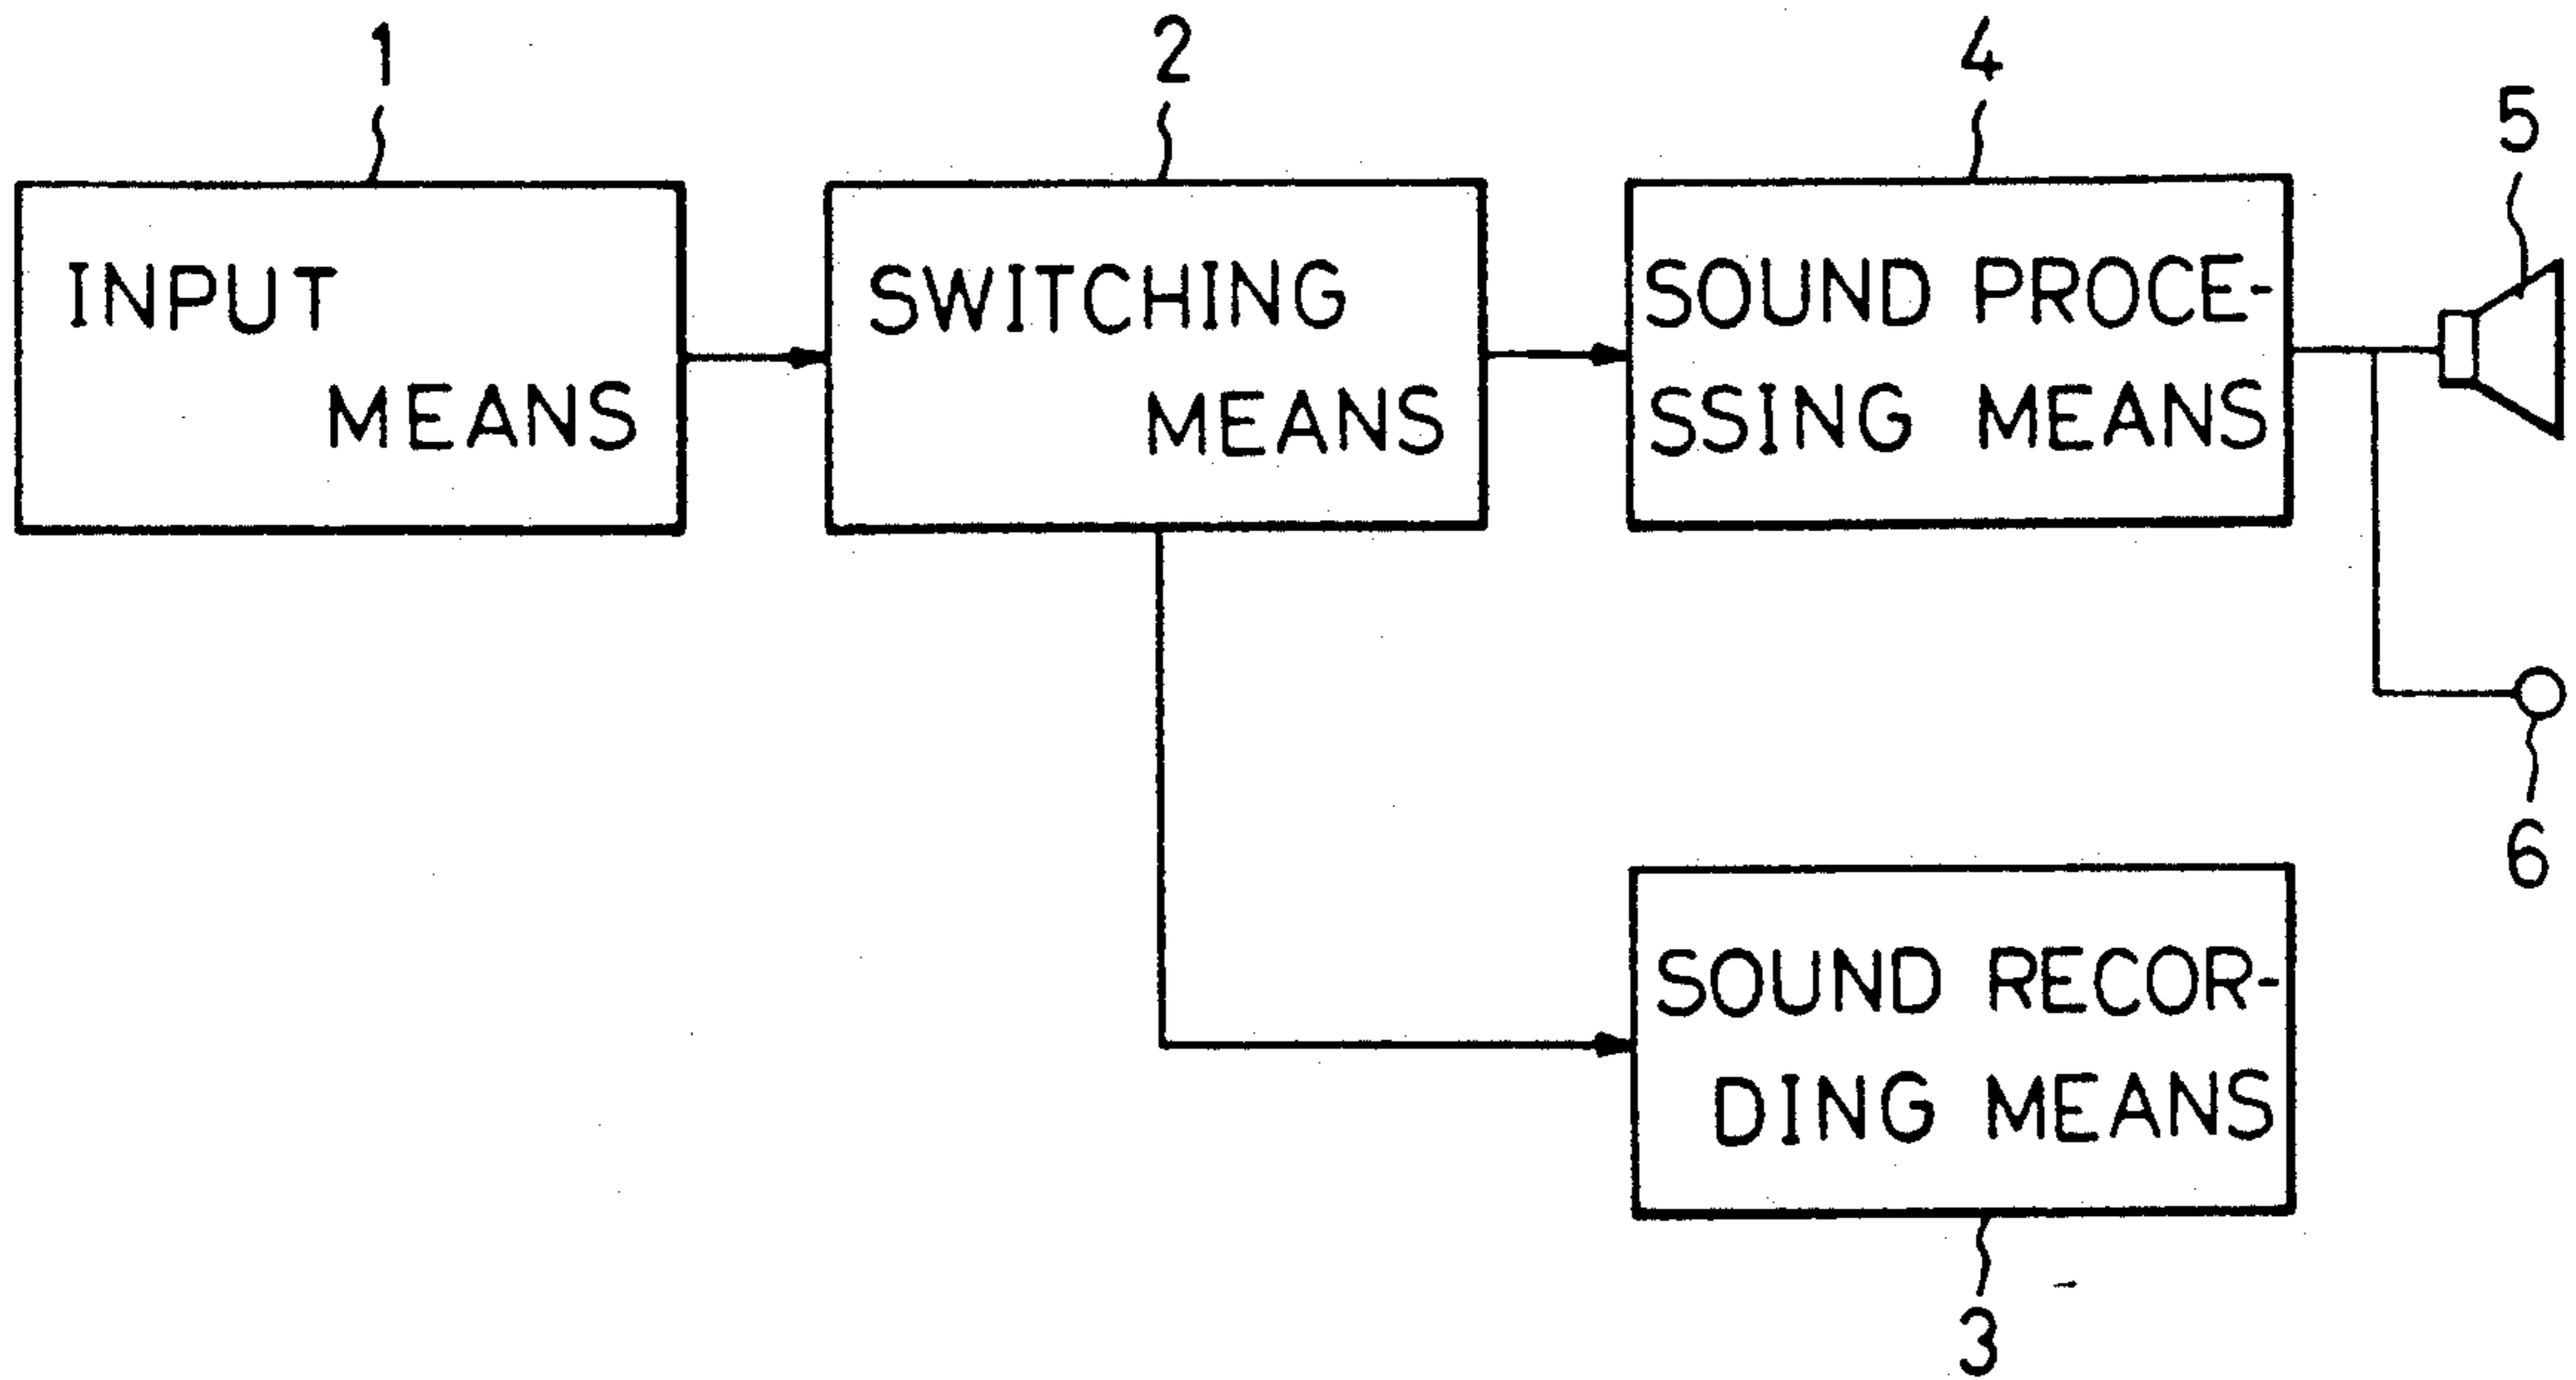 1
2
4
5
INPUT
MEANS
SWITCHING
MEANS
SOUND PROCE-
SSING MEANS
6
SOUND RECOR-
DING MEANS
3